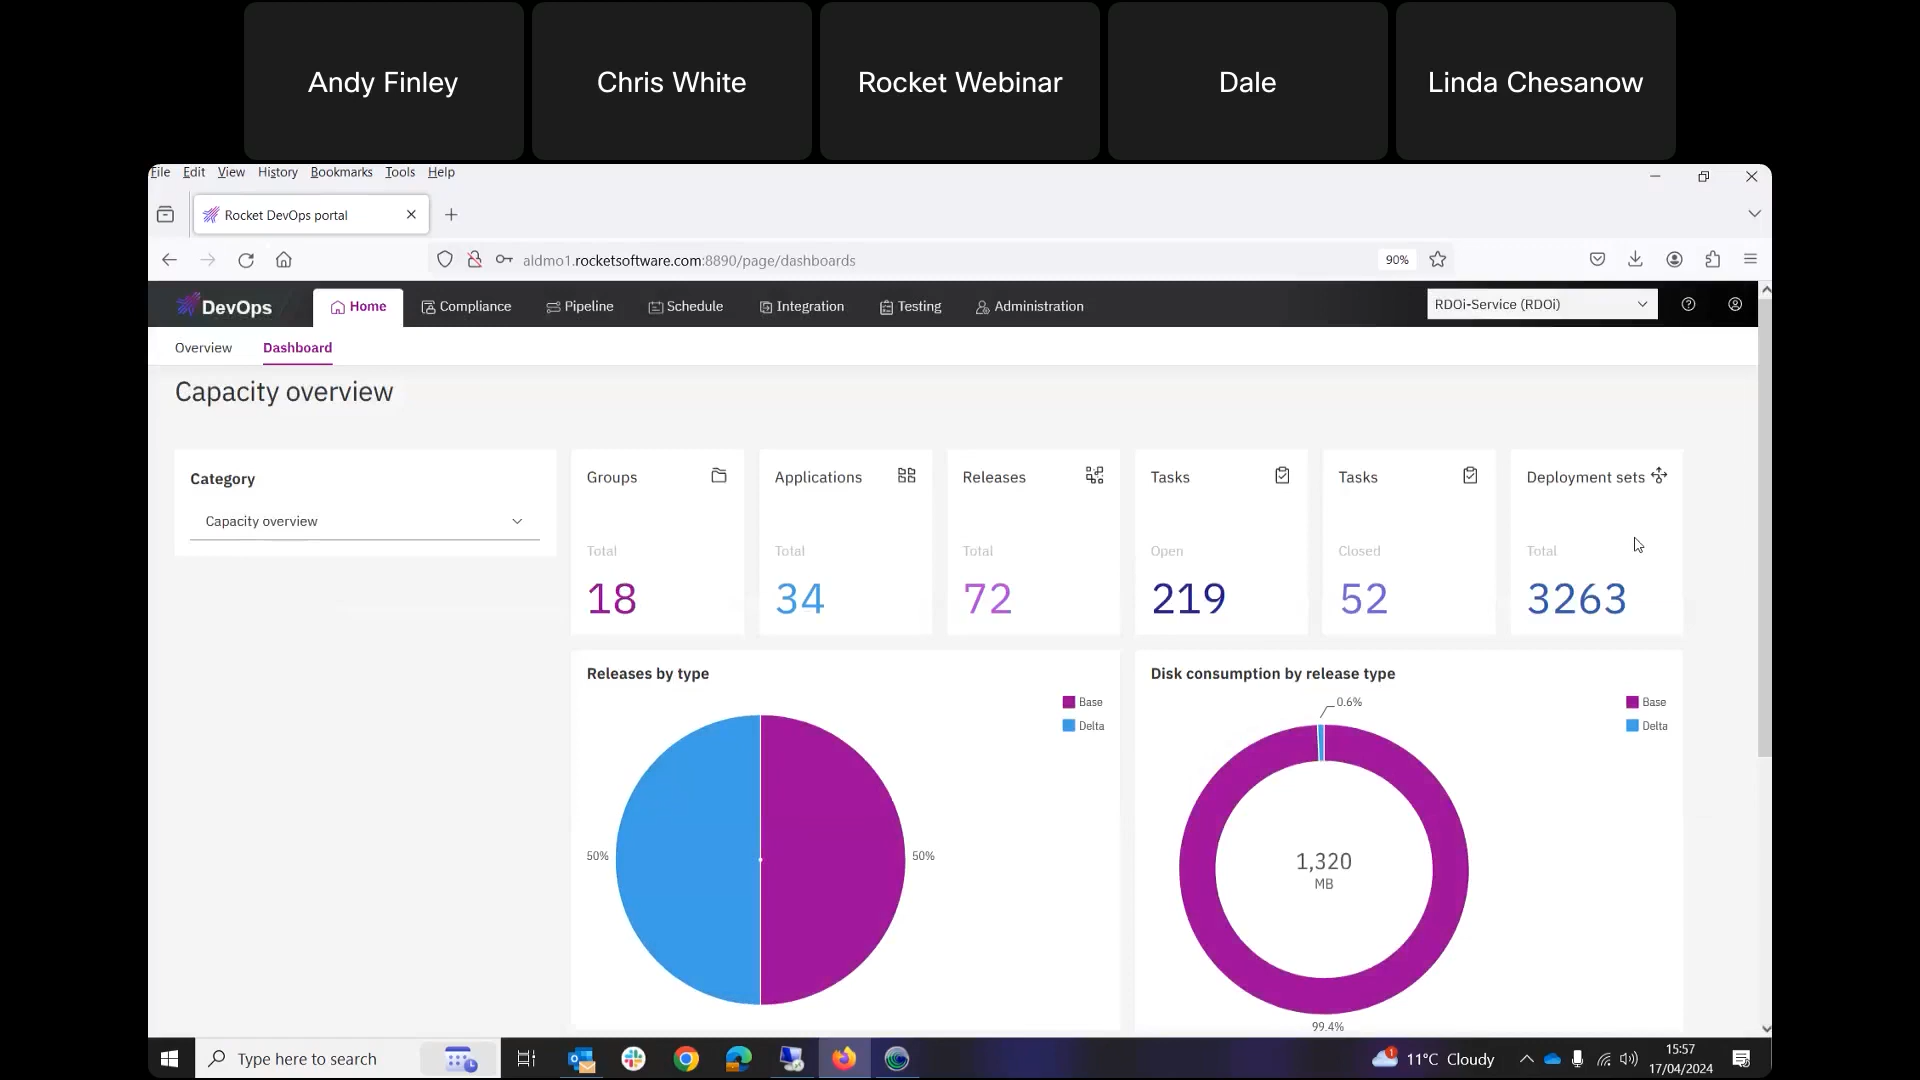 Andy Finley
Chris White
Rocket Webinar
Dale
Linda Chesanow
File Edit View History Bookmarks Tools Help
Rocket DevOps portal
aldmo1.rocketsoftware.com:8890/page/dashboards
90%
DevOps
Home
Compliance
Pipeline
Schedule
Integration
Testing
Administration
RDOi-Service (RDOi)
Overview
Dashboard
Capacity overview
Category
Capacity overview
Groups
Total
18
Applications
Total
34
Releases
Total
72
Tasks
Open
219
Tasks
Closed
52
Deployment sets
Total
3263
Releases by type
Base
Delta
50%
50%
Disk consumption by release type
0.6%
Base
Delta
1,320
MB
99.4%
Type here to search
1
11°C Cloudy
15:57
17/04/2024